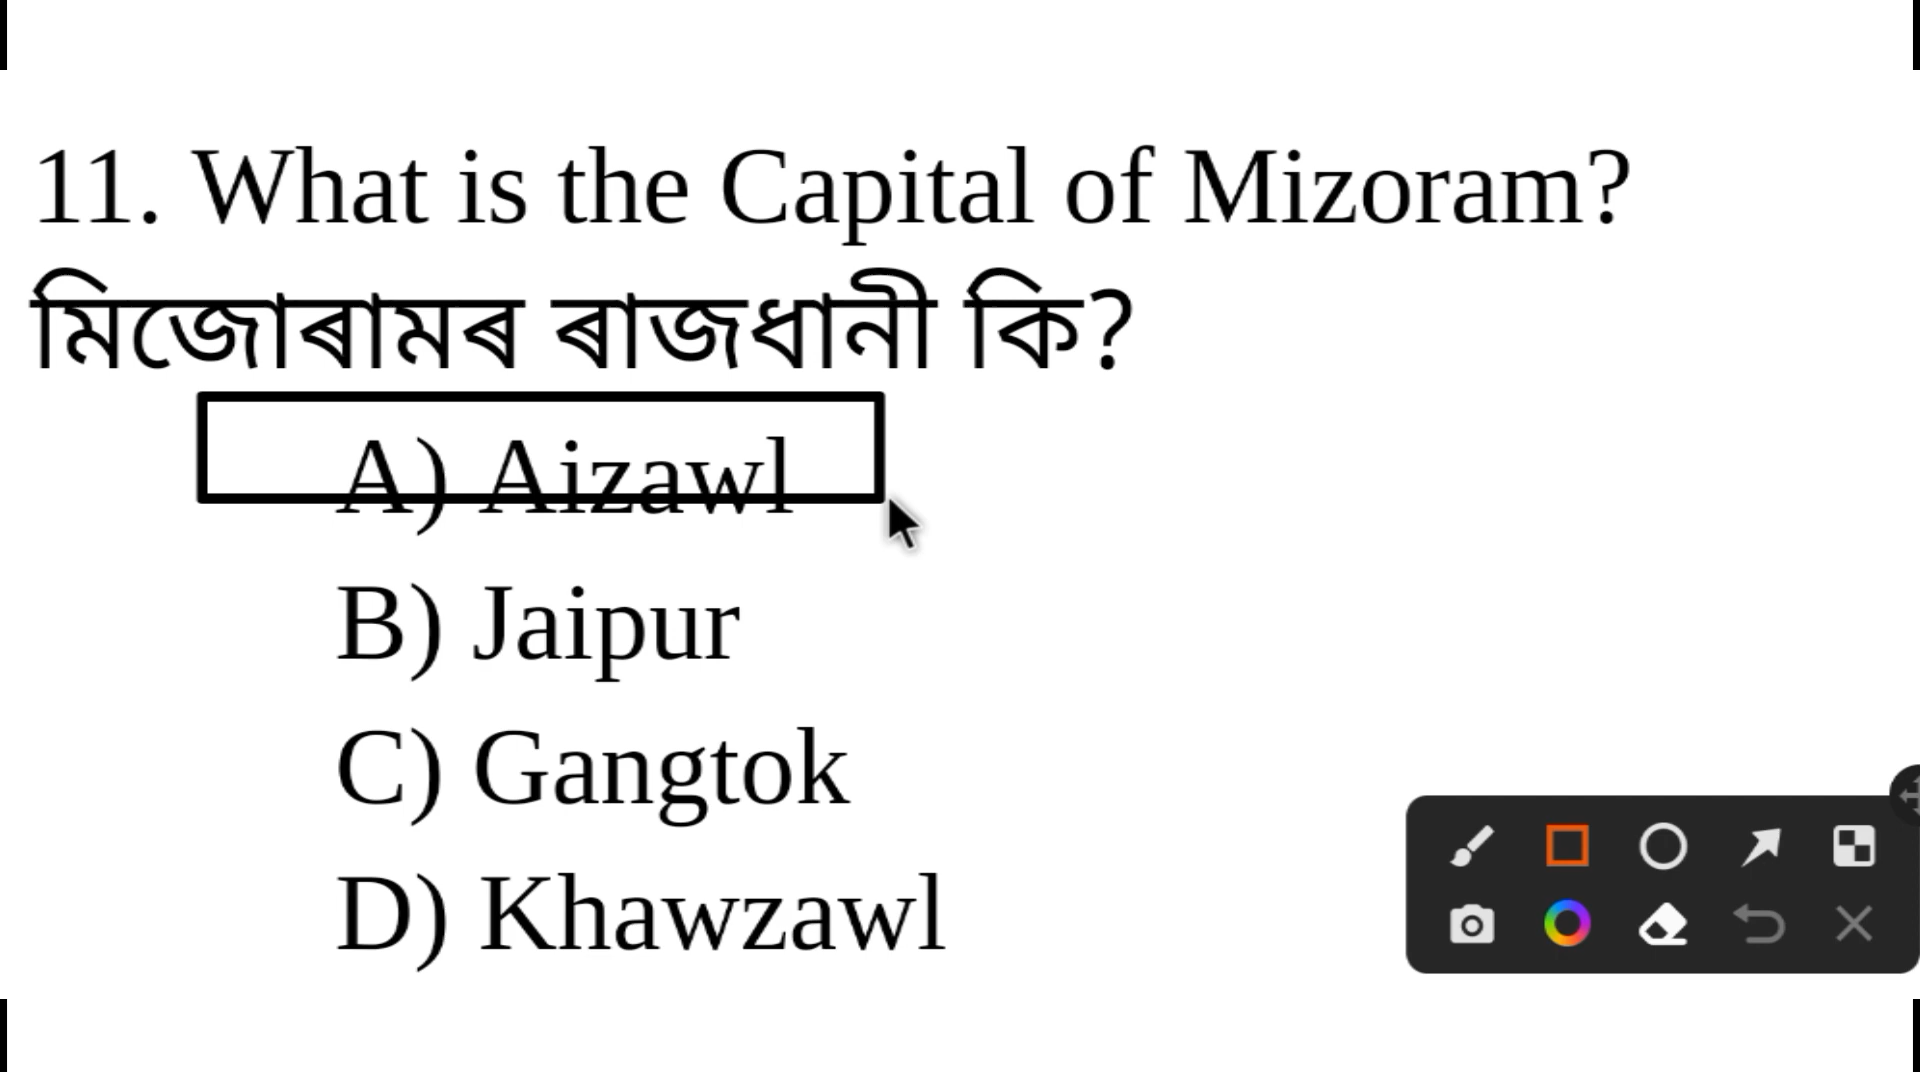 11. What is the Capital of Mizoram?
মিজোৰামৰ ৰাজধানী কি?
A) Aizawl
B) Jaipur
C) Gangtok
D) Khawzawl